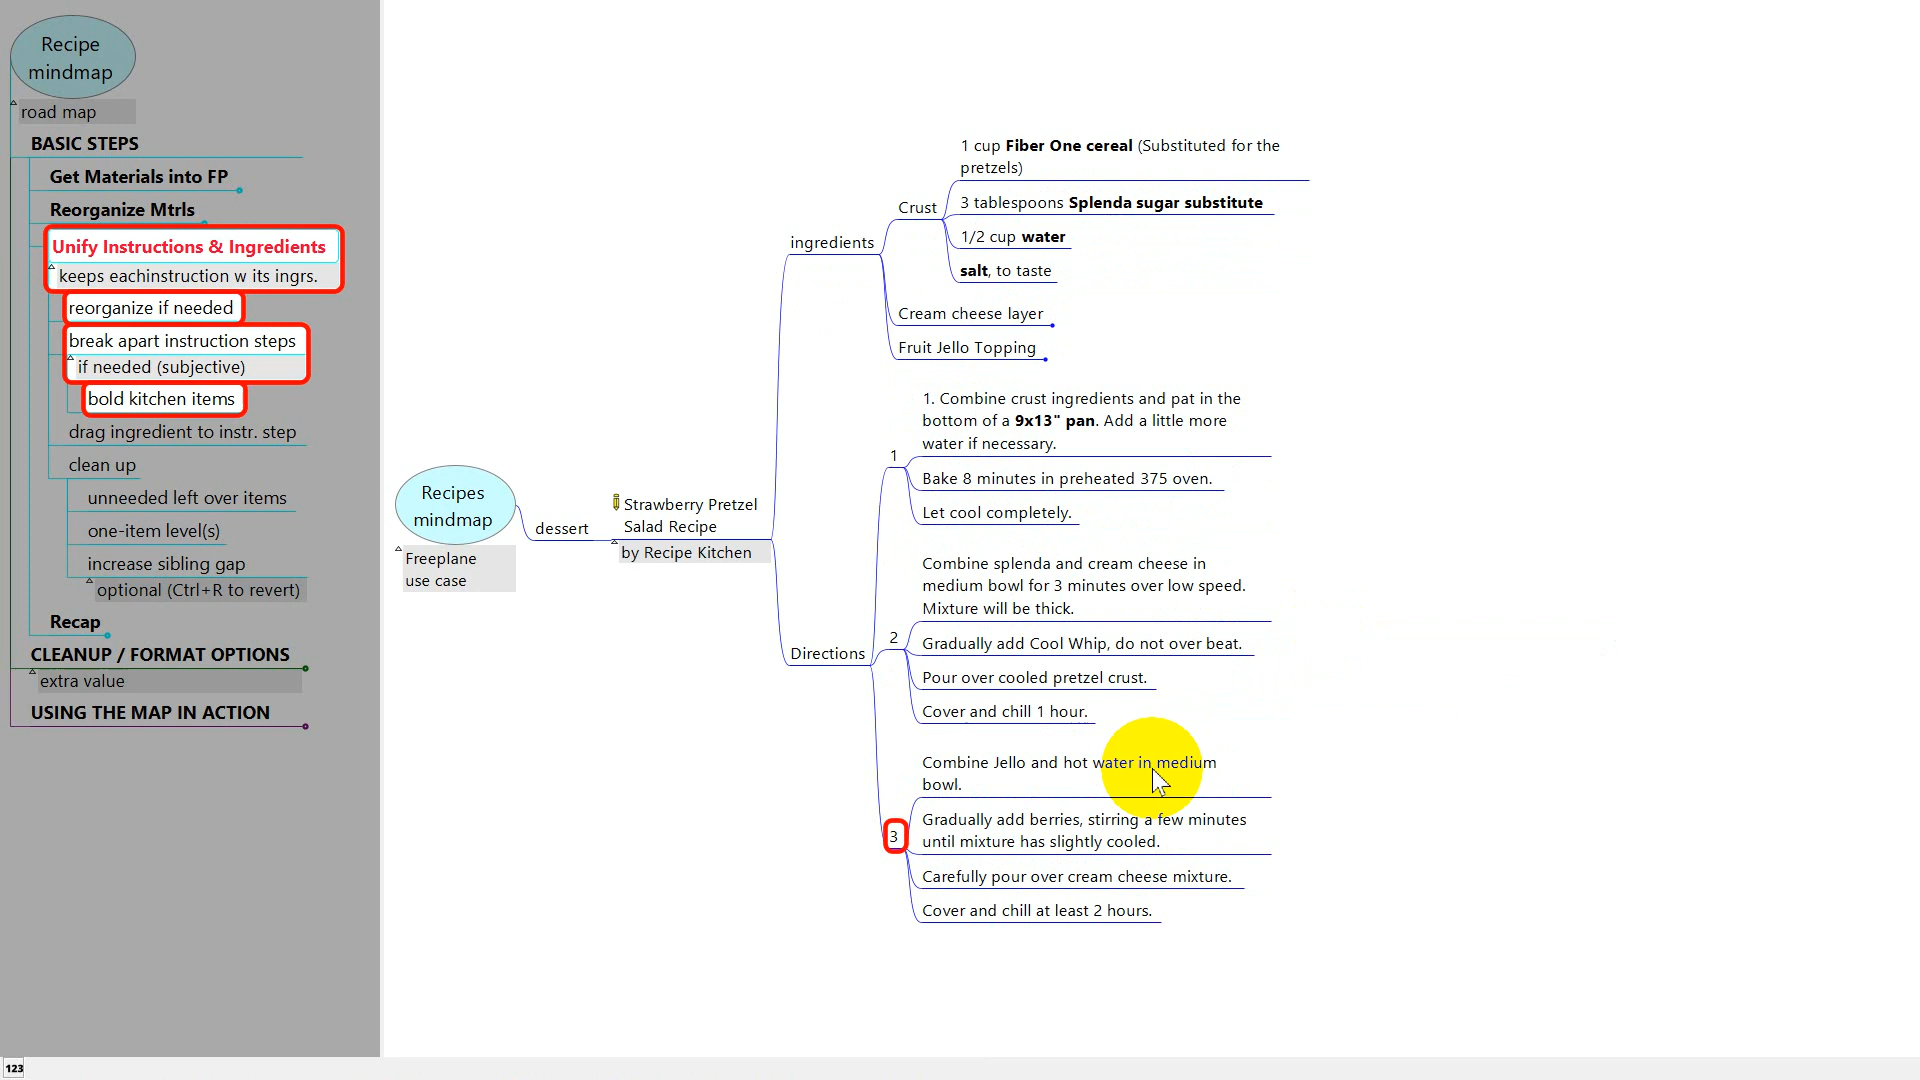 Recipe
mindmap
road map
BASIC STEPS
Get Materials into FP
Reorganize Mtrls
Unify Instructions & Ingredients
keeps eachinstruction w its ingrs.
reorganize if needed
break apart instruction steps
if needed (subjective)
bold kitchen items
drag ingredient to instr. step
clean up
unneeded left over items
one-item level(s)
increase sibling gap
optional (Ctrl+R to revert)
Recap
CLEANUP / FORMAT OPTIONS
extra value
USING THE MAP IN ACTION
Recipes
mindmap
Freeplane
use case
dessert
Strawberry Pretzel
Salad Recipe
by Recipe Kitchen
ingredients
Crust
1 cup Fiber One cereal (Substituted for the
pretzels)
3 tablespoons Splenda sugar substitute
1/2 cup water
salt, to taste
Cream cheese layer
Fruit Jello Topping
Directions
1
1. Combine crust ingredients and pat in the
bottom of a 9x13" pan. Add a little more
water if necessary.
Bake 8 minutes in preheated 375 oven.
Let cool completely.
2
Combine splenda and cream cheese in
medium bowl for 3 minutes over low speed.
Mixture will be thick.
Gradually add Cool Whip, do not over beat.
Pour over cooled pretzel crust.
Cover and chill 1 hour.
3
Combine Jello and hot water in medium
bowl.
Gradually add berries, stirring a few minutes
until mixture has slightly cooled.
Carefully pour over cream cheese mixture.
Cover and chill at least 2 hours.
123